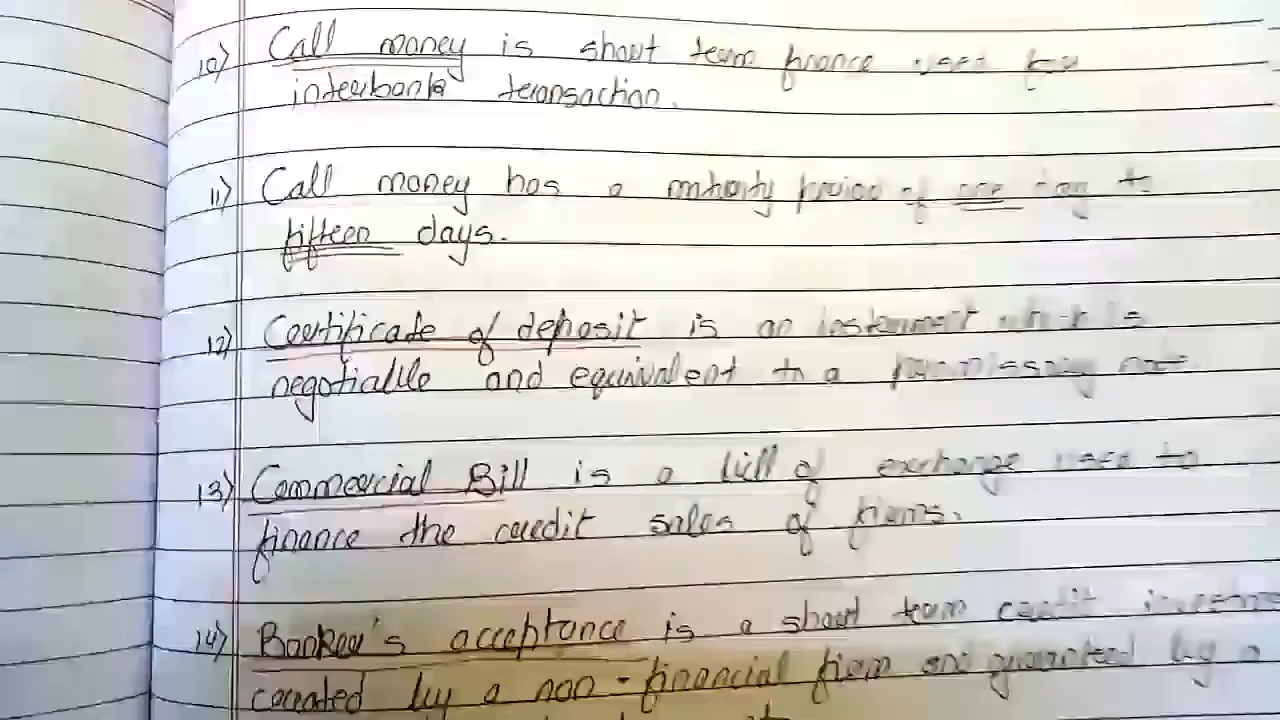 10) Call money is short term finance used for
interbank transaction.
11) Call money has a maturity period of one day to
fifteen days.
12) Certificate of deposit is an instrument which is
negotiable and equivalent to a promissory note.
13) Commercial Bill is a bill of exchange used to
finance the credit sales of firms.
14) Banker's acceptance is a short term credit
created by a non-financial firm and guaranteed by a